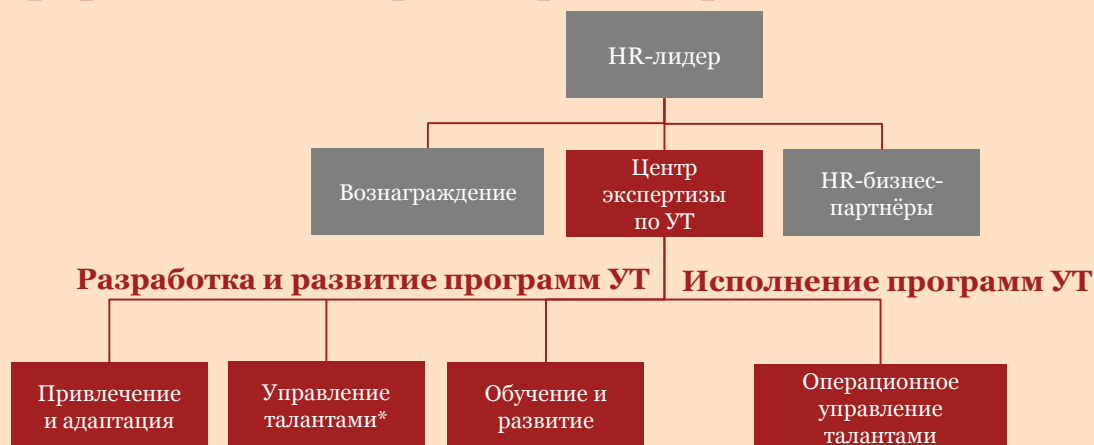 HR-лидер
Вознаграждение
Центр
экспертизы
по УТ
HR-бизнес-
партнёры
Разработка и развитие программ УТ
Исполнение программ УТ
Привлечение
и адаптация
Управление
талантами*
Обучение и
развитие
Операционное
управление
талантами